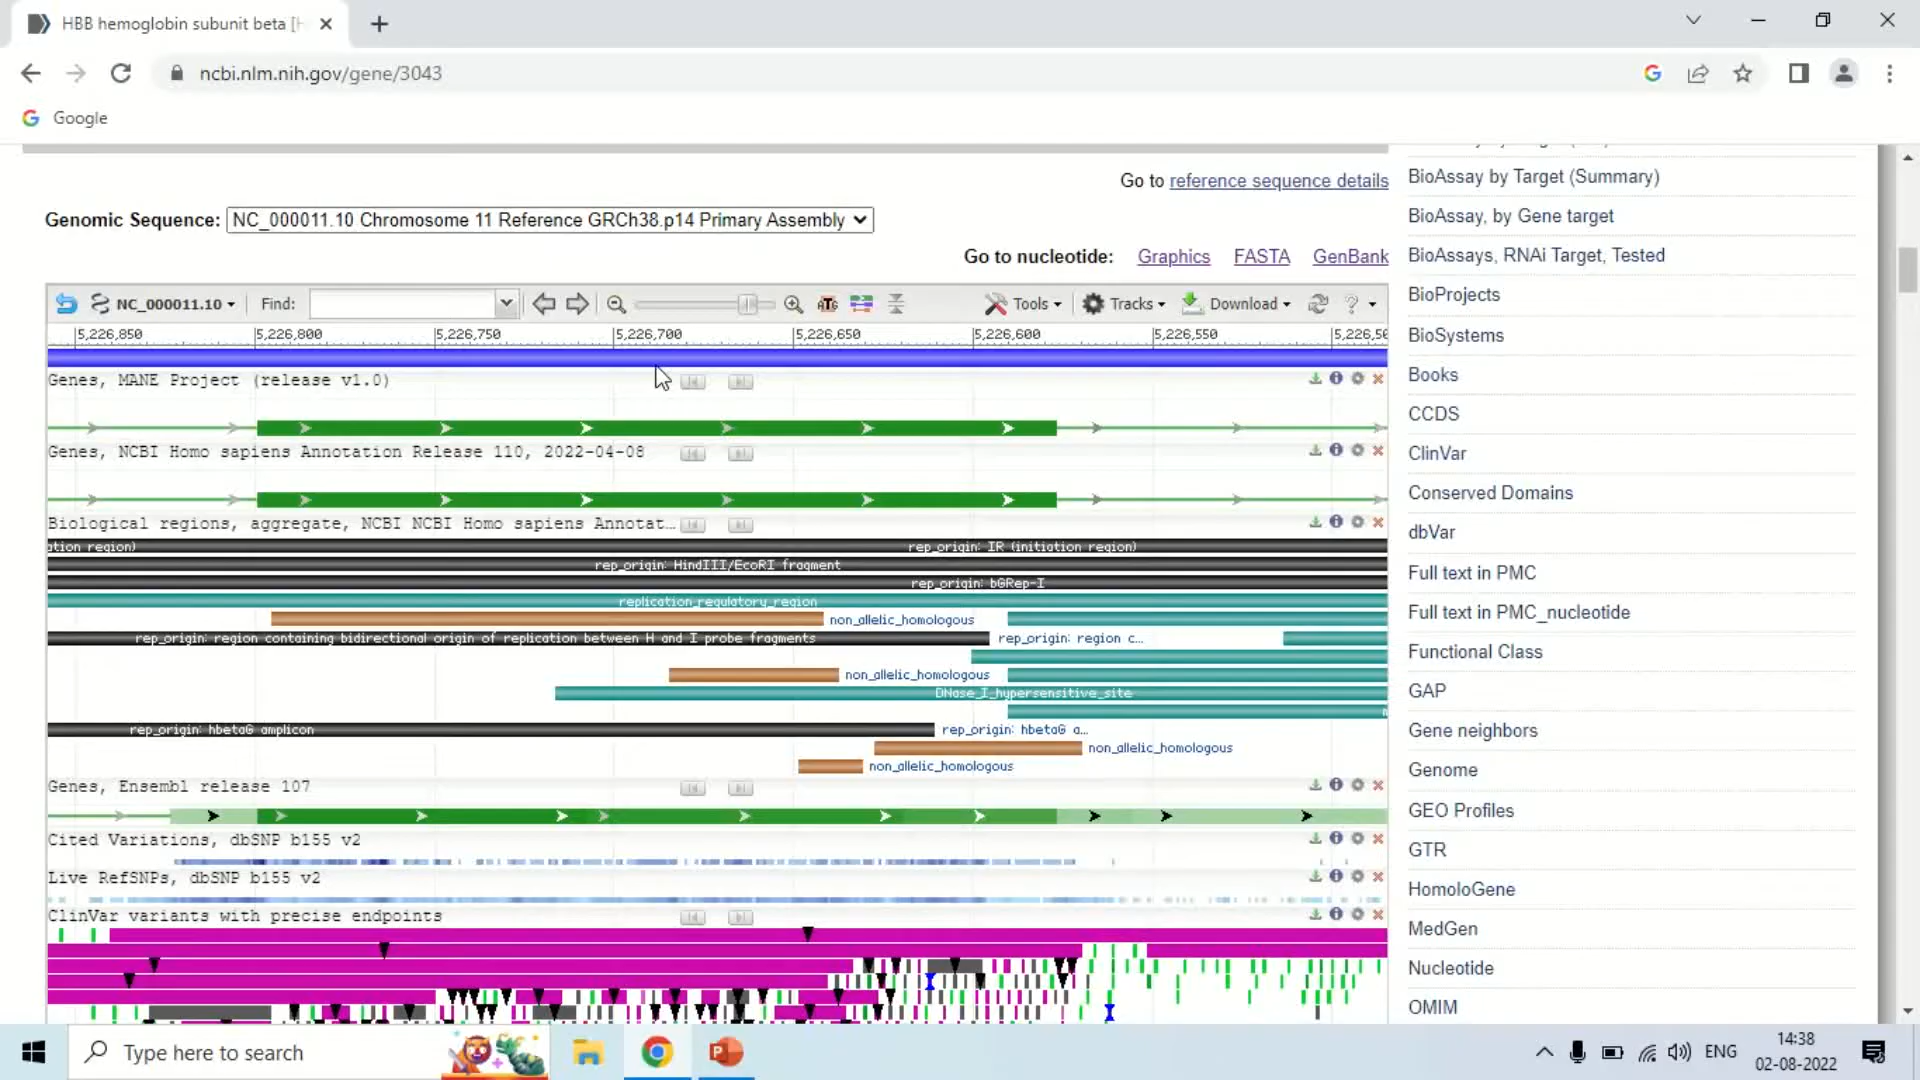 HBB hemoglobin subunit beta [H
ncbi.nlm.nih.gov/gene/3043
Google
Go to reference sequence details
Genomic Sequence: NC_000011.10 Chromosome 11 Reference GRCh38.p14 Primary Assembly
Go to nucleotide: Graphics FASTA GenBank
NC_000011.10 Find: ATG Tools Tracks Download ?
5,226,850 5,226,800 5,226,750 5,226,700 5,226,650 5,226,600 5,226,550 5,226,50
Genes, MANE Project (release v1.0)
Genes, NCBI Homo sapiens Annotation Release 110, 2022-04-08
Biological regions, aggregate, NCBI NCBI Homo sapiens Annotat…
ation region) rep_origin: IR (initiation region)
rep_origin: HindIII/EcoRI fragment
rep_origin: bGRep-I
replication_regulatory_region
non_allelic_homologous
rep_origin: region containing bidirectional origin of replication between H and I probe fragments rep_origin: region c...
non_allelic_homologous
DNase_I_hypersensitive_site
rep_origin: hbetaG amplicon rep_origin: hbetaG a...
non_allelic_homologous
non_allelic_homologous
Genes, Ensembl release 107
Cited Variations, dbSNP b155 v2
Live RefSNPs, dbSNP b155 v2
ClinVar variants with precise endpoints
BioAssay by Target (Summary)
BioAssay, by Gene target
BioAssays, RNAi Target, Tested
BioProjects
BioSystems
Books
CCDS
ClinVar
Conserved Domains
dbVar
Full text in PMC
Full text in PMC_nucleotide
Functional Class
GAP
Gene neighbors
Genome
GEO Profiles
GTR
HomoloGene
MedGen
Nucleotide
OMIM
Type here to search
ENG
14:38
02-08-2022